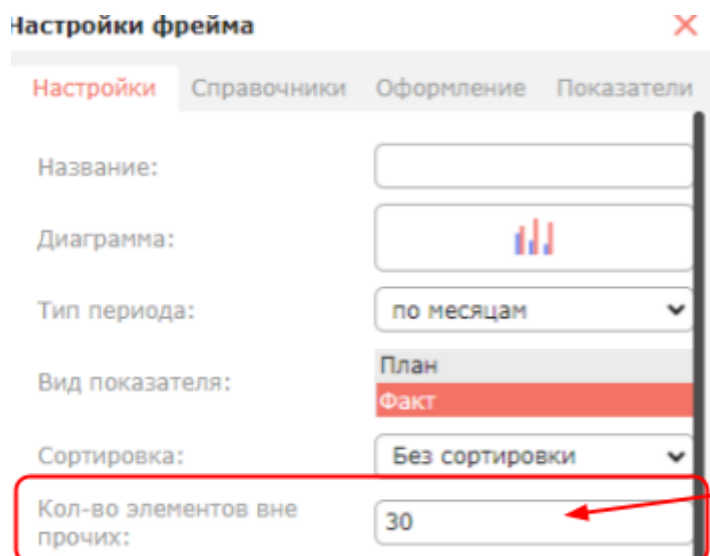 Настройки фрейма
Настройки Справочники Оформление Показатели
Название:
Диаграмма:
Тип периода: по месяцам
Вид показателя: План
Факт
Сортировка: Без сортировки
Кол-во элементов вне
прочих: 30